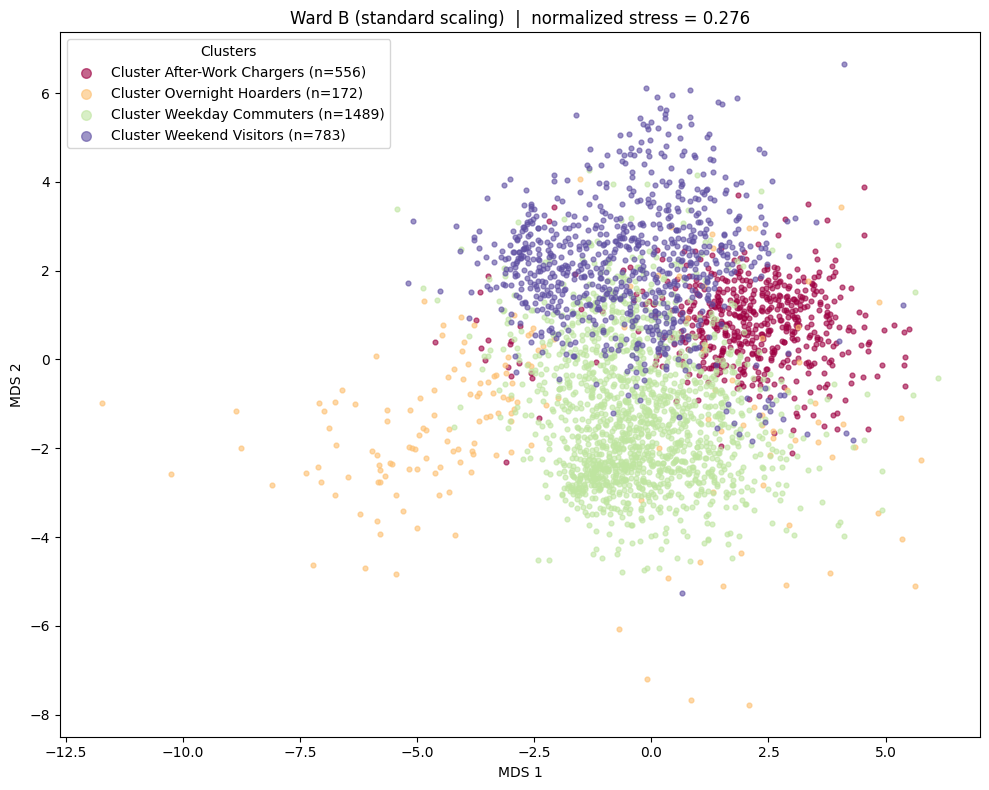 Ward B (standard scaling)  |  normalized stress = 0.276
Clusters
Cluster After-Work Chargers (n=556)
Cluster Overnight Hoarders (n=172)
Cluster Weekday Commuters (n=1489)
Cluster Weekend Visitors (n=783)
MDS 2
6
4
2
0
−2
−4
−6
−8
−12.5
−10.0
−7.5
−5.0
−2.5
0.0
2.5
5.0
MDS 1